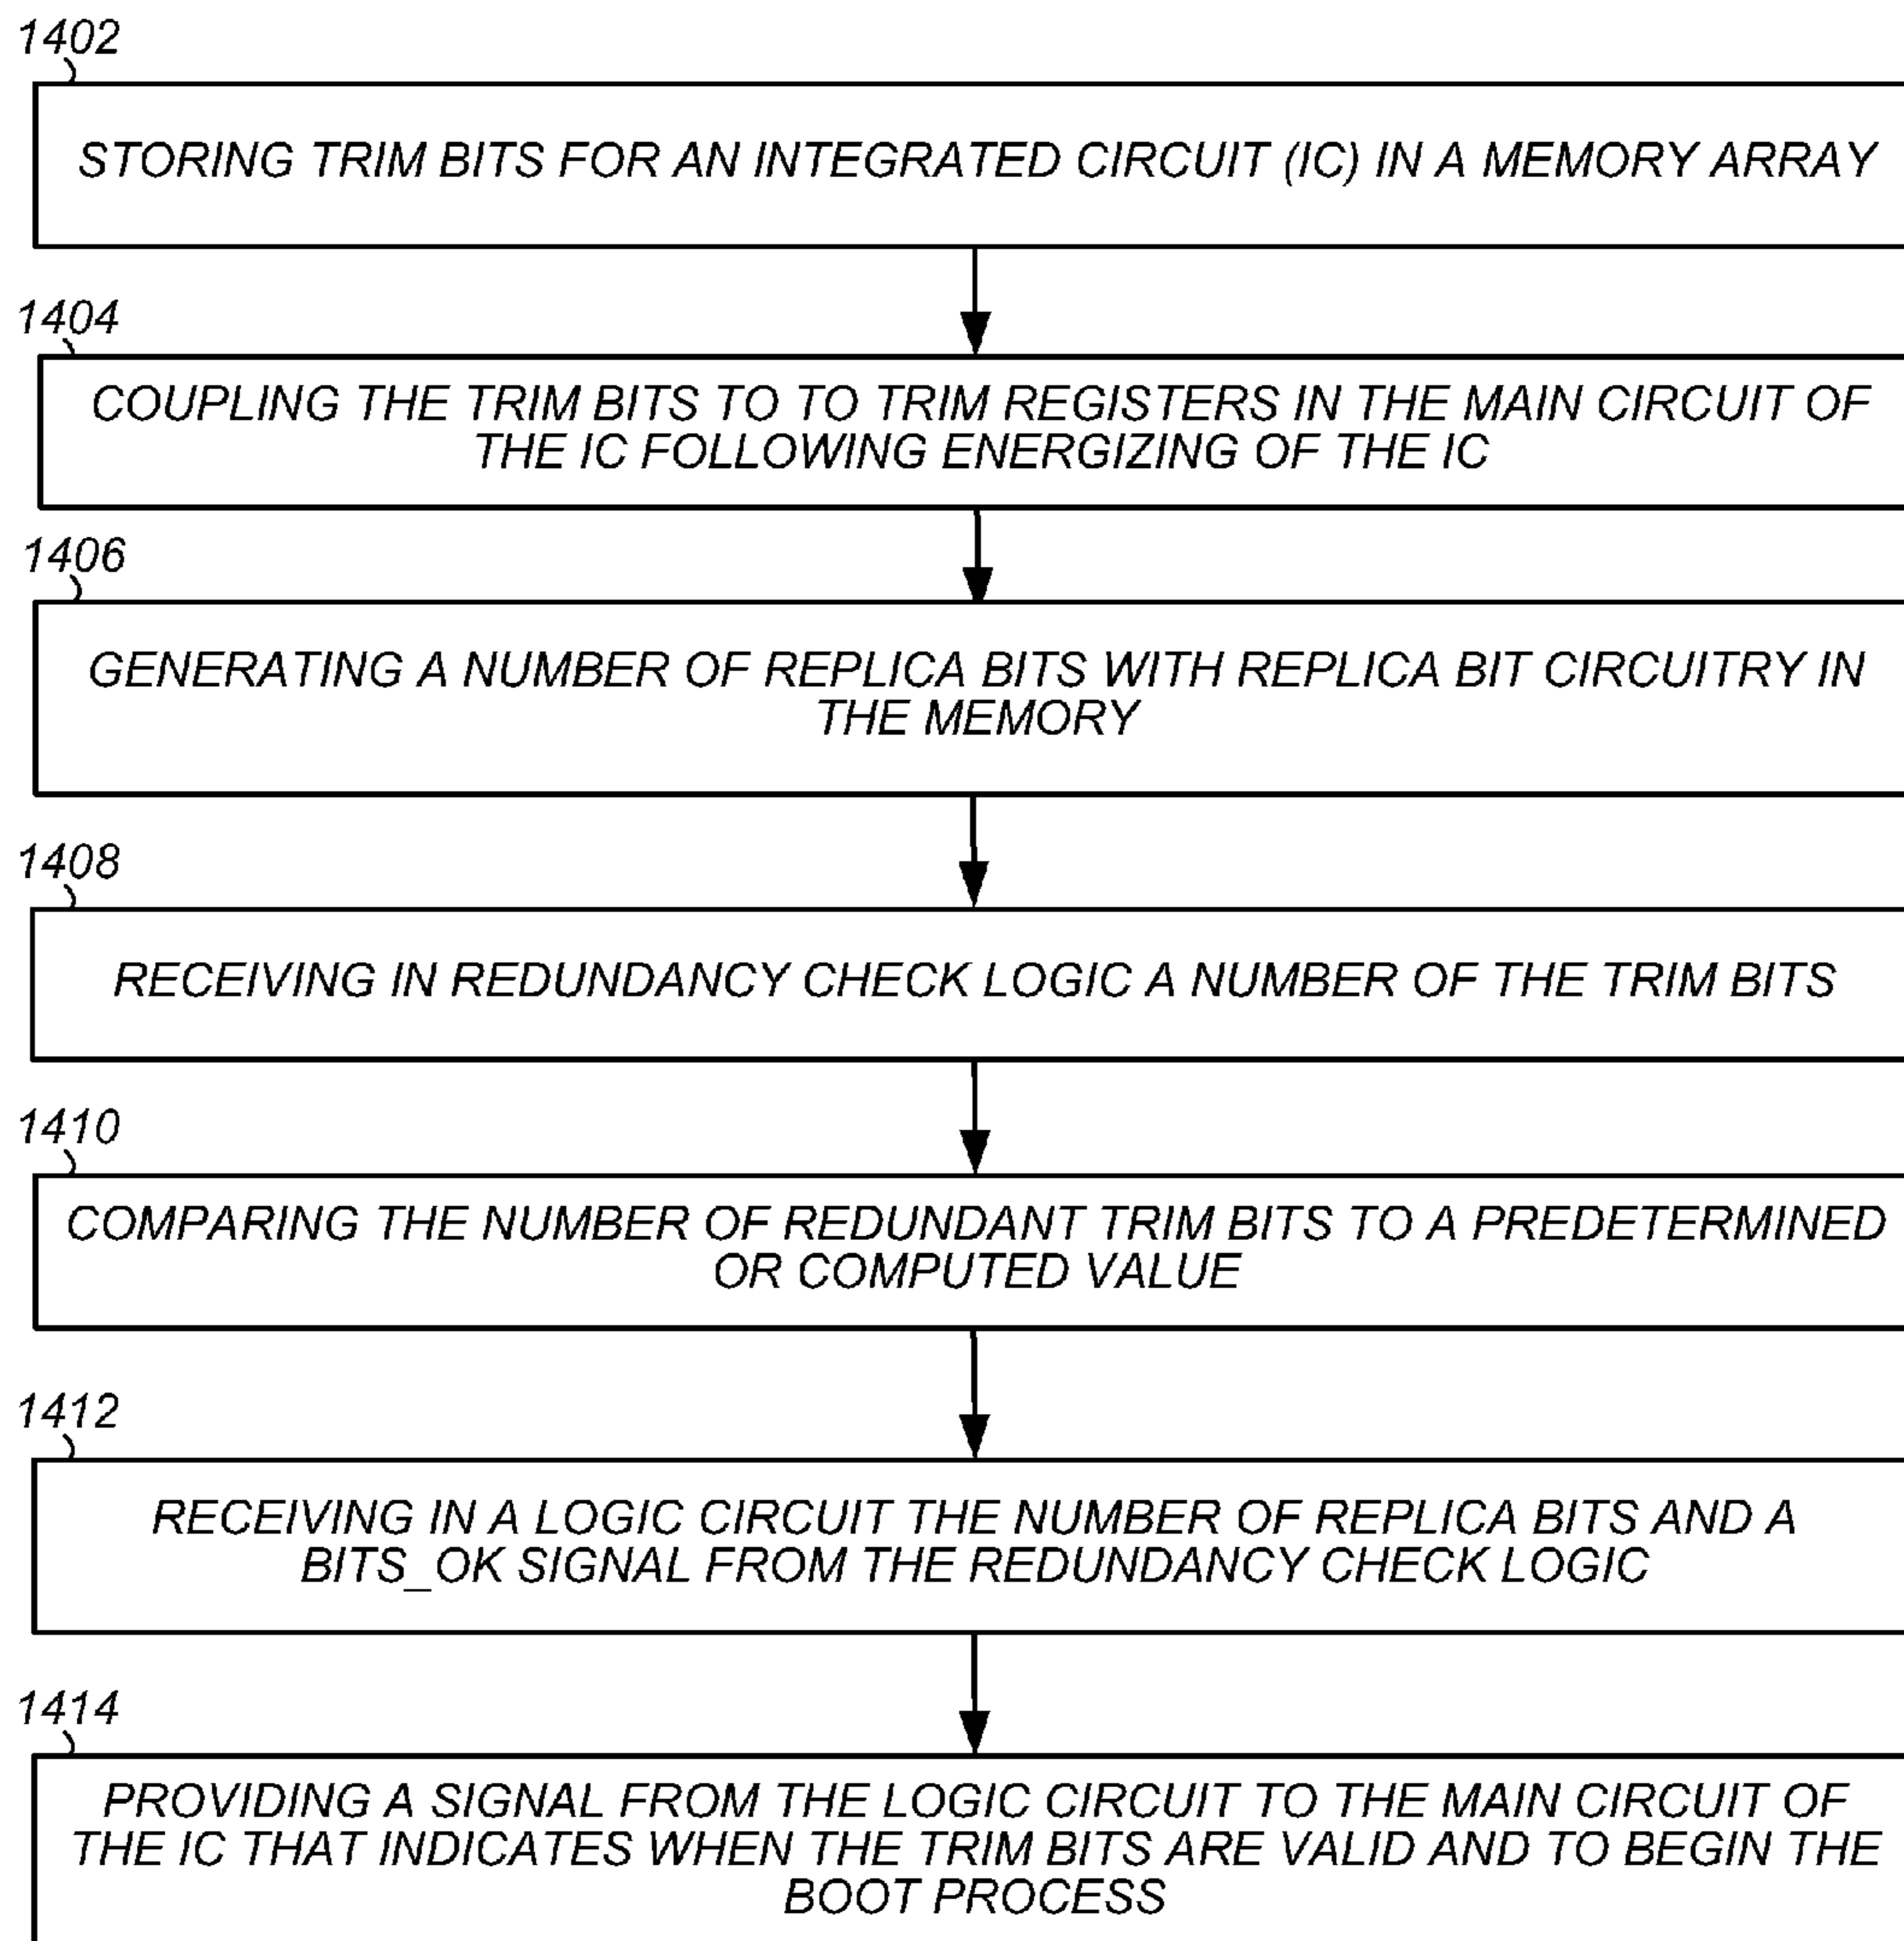 1402
STORING TRIM BITS FOR AN INTEGRATED CIRCUIT (IC) IN A MEMORY ARRAY
1404
COUPLING THE TRIM BITS TO TO TRIM REGISTERS IN THE MAIN CIRCUIT OF
THE IC FOLLOWING ENERGIZING OF THE IC
1406
GENERATING A NUMBER OF REPLICA BITS WITH REPLICA BIT CIRCUITRY IN
THE MEMORY
1408
RECEIVING IN REDUNDANCY CHECK LOGIC A NUMBER OF THE TRIM BITS
1410
COMPARING THE NUMBER OF REDUNDANT TRIM BITS TO A PREDETERMINED
OR COMPUTED VALUE
1412
RECEIVING IN A LOGIC CIRCUIT THE NUMBER OF REPLICA BITS AND A
BITS_OK SIGNAL FROM THE REDUNDANCY CHECK LOGIC
1414
PROVIDING A SIGNAL FROM THE LOGIC CIRCUIT TO THE MAIN CIRCUIT OF
THE IC THAT INDICATES WHEN THE TRIM BITS ARE VALID AND TO BEGIN THE
BOOT PROCESS